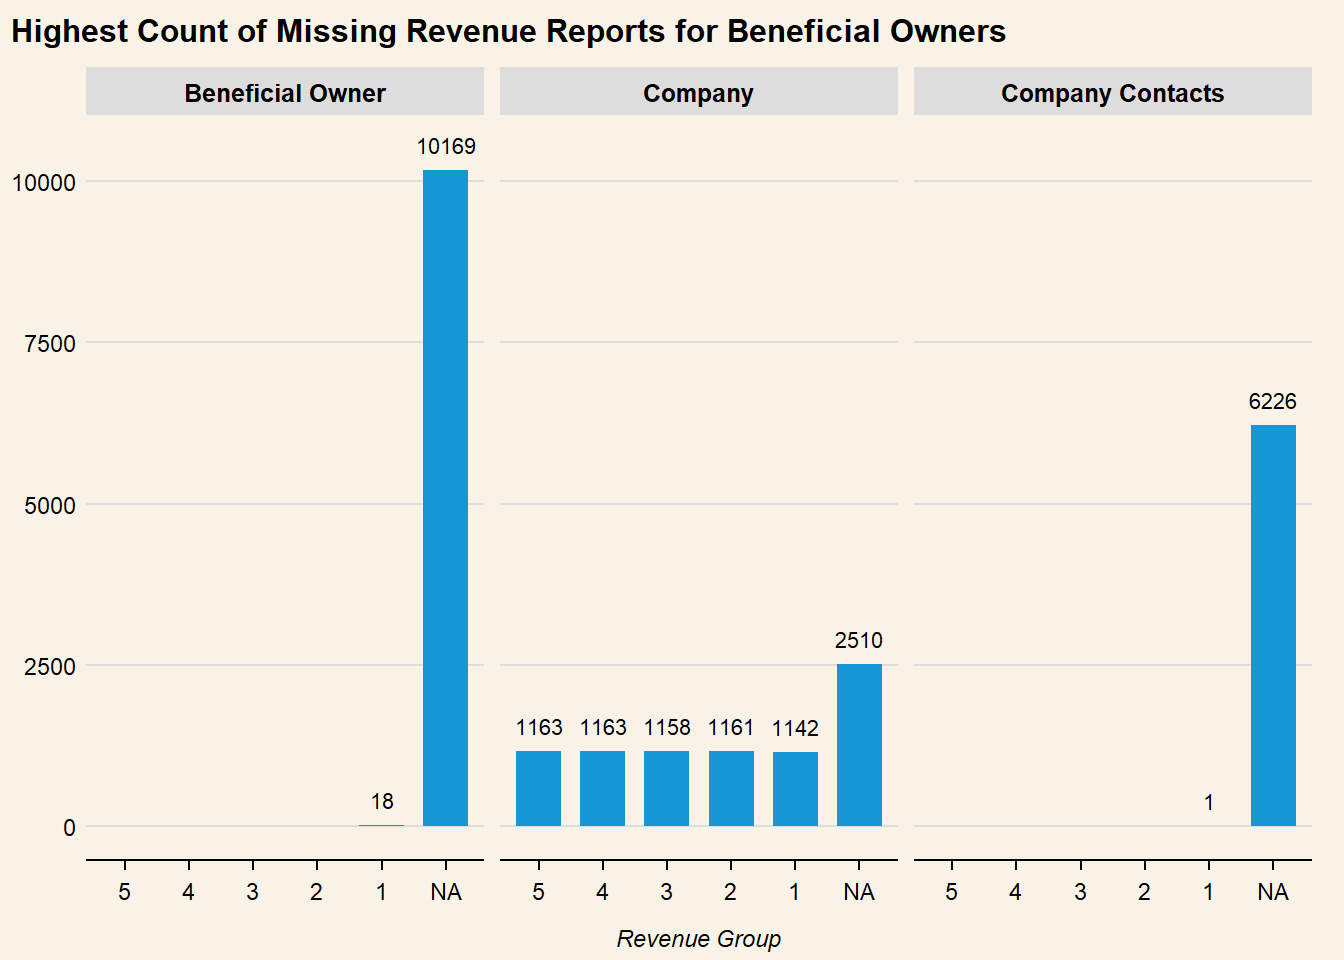 Highest Count of Missing Revenue Reports for Beneficial Owners
Beneficial Owner
Company
Company Contacts
10000
7500
5000
2500
0
18
10169
1163
1163
1158
1161
1142
2510
1
6226
5 4 3 2 1 NA
5 4 3 2 1 NA
5 4 3 2 1 NA
Revenue Group